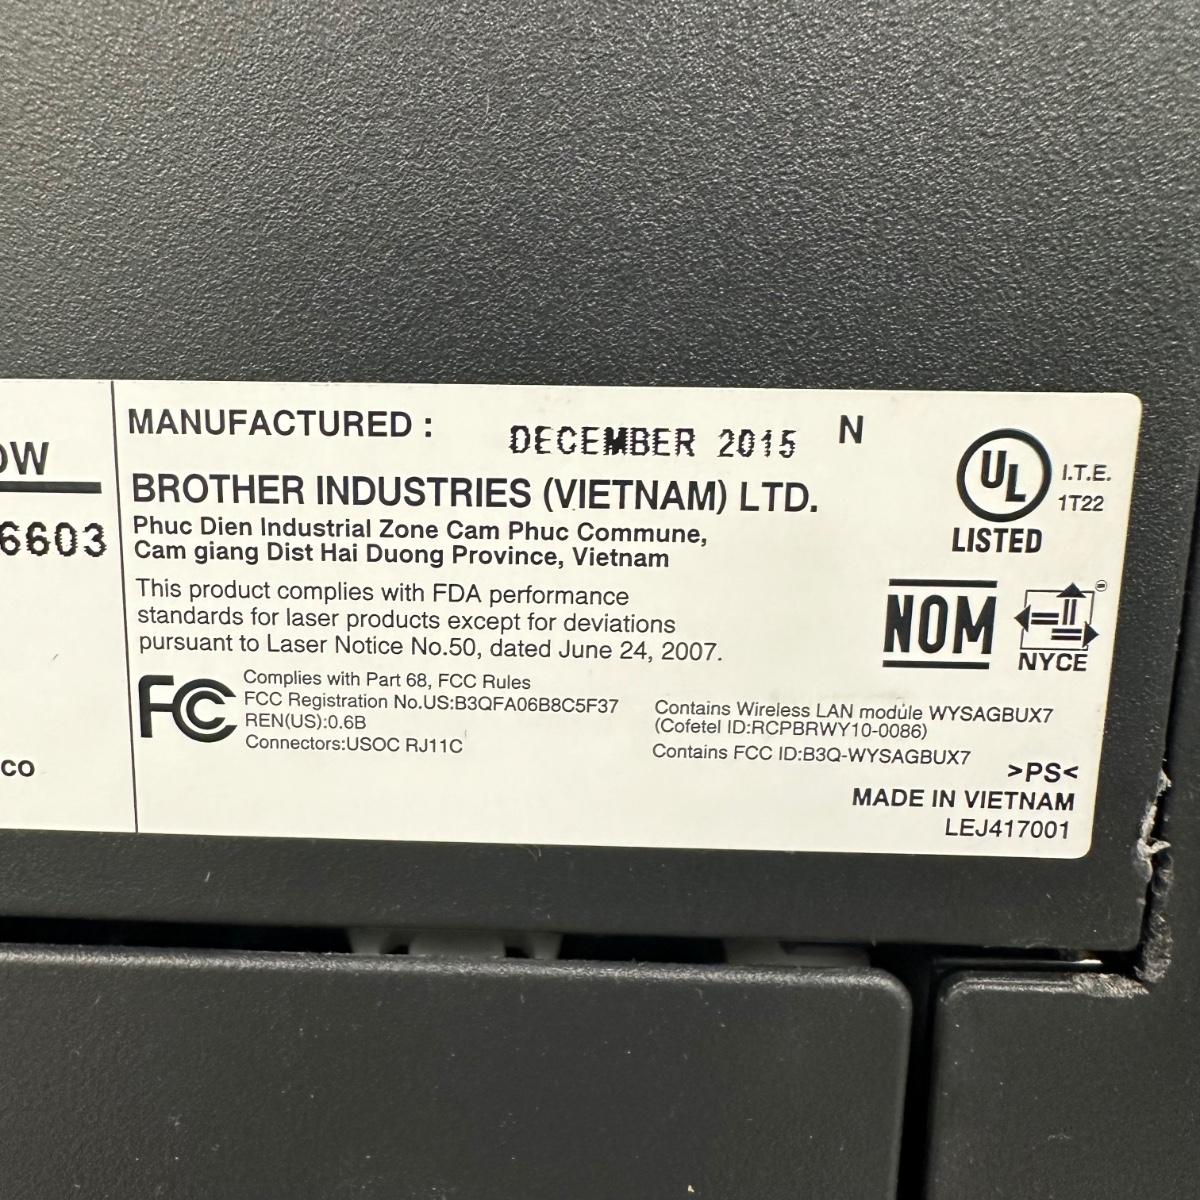 DW
6603
co
MANUFACTURED : DECEMBER 2015 N
BROTHER INDUSTRIES (VIETNAM) LTD.
Phuc Dien Industrial Zone Cam Phuc Commune,
Cam giang Dist Hai Duong Province, Vietnam
This product complies with FDA performance
standards for laser products except for deviations
pursuant to Laser Notice No.50, dated June 24, 2007.
FC
Complies with Part 68, FCC Rules
FCC Registration No.US:B3QFA06B8C5F37
REN(US):0.6B
Connectors:USOC RJ11C
UL
LISTED
I.T.E.
1T22
NOM
NYCE
Contains Wireless LAN module WYSAGBUX7
(Cofetel ID:RCPBRWY10-0086)
Contains FCC ID:B3Q-WYSAGBUX7
>PS<
MADE IN VIETNAM
LEJ417001